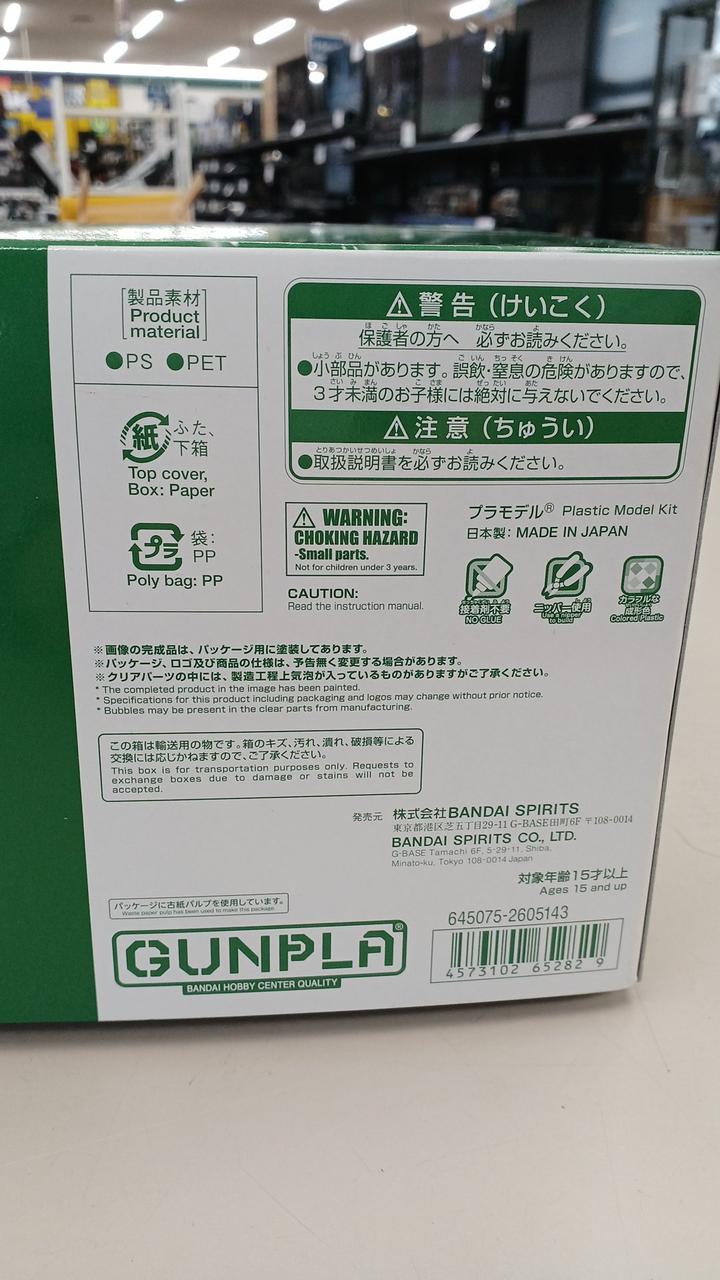 [製品素材]
Product
material
●PS ●PET
紙 ふた、
下箱
Top cover,
Box: Paper
プラ 袋:
PP
Poly bag: PP
⚠警告（けいこく）
保護者の方へ 必ずお読みください。
●小部品があります。誤飲・窒息の危険がありますので、
3才未満のお子様には絶対に与えないでください。
⚠注意（ちゅうい）
●取扱説明書を必ずお読みください。
⚠ WARNING:
CHOKING HAZARD
-Small parts.
Not for children under 3 years.
CAUTION:
Read the instruction manual.
プラモデル® Plastic Model Kit
日本製: MADE IN JAPAN
接着剤不要
NO GLUE
ニッパー使用
Use a nipper
to build
カラフルな
成形色
Colored Plastic
※画像の完成品は、パッケージ用に塗装してあります。
※パッケージ、ロゴ及び商品の仕様は、予告無く変更する場合があります。
※クリアパーツの中には、製造工程上気泡が入っているものがありますがご了承ください。
* The completed product in the image has been painted.
* Specifications for this product including packaging and logos may change without prior notice.
* Bubbles may be present in the clear parts from manufacturing.
この箱は輸送用の物です。箱のキズ、汚れ、潰れ、破損等による
交換には応じかねますので、ご了承ください。
This box is for transportation purposes only. Requests to
exchange boxes due to damage or stains will not be
accepted.
発売元 株式会社BANDAI SPIRITS
東京都港区芝五丁目29-11 G-BASE田町6F 〒108-0014
BANDAI SPIRITS CO., LTD.
G-BASE Tamachi 6F, 5-29-11, Shiba,
Minato-ku, Tokyo 108-0014 Japan
対象年齢15才以上
Ages 15 and up
パッケージに古紙パルプを使用しています。
Waste paper pulp has been used to make this package.
GUNPLA®
BANDAI HOBBY CENTER QUALITY
645075-2605143
4573102 65282 9